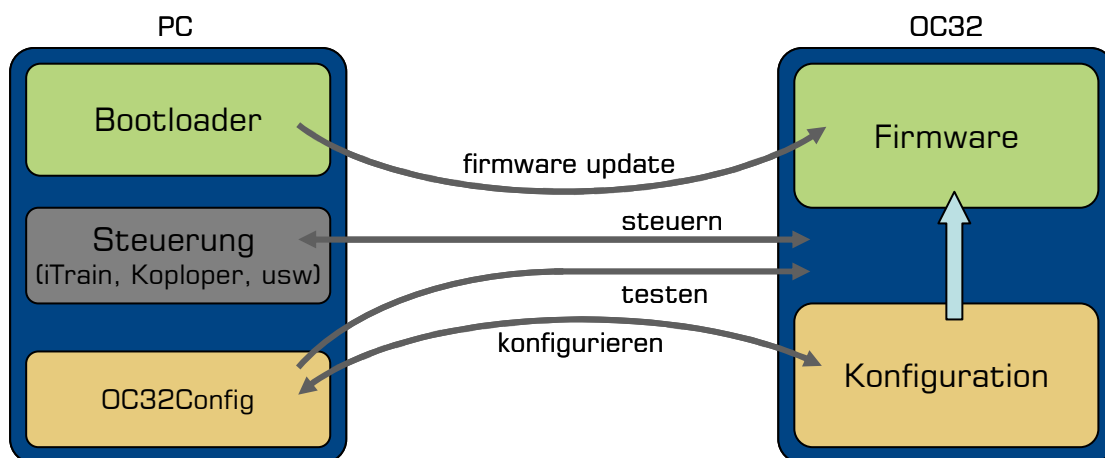 PC
OC32
Bootloader
Firmware
firmware update
Steuerung
(iTrain, Koploper, usw)
steuern
testen
konfigurieren
OC32Config
Konfiguration